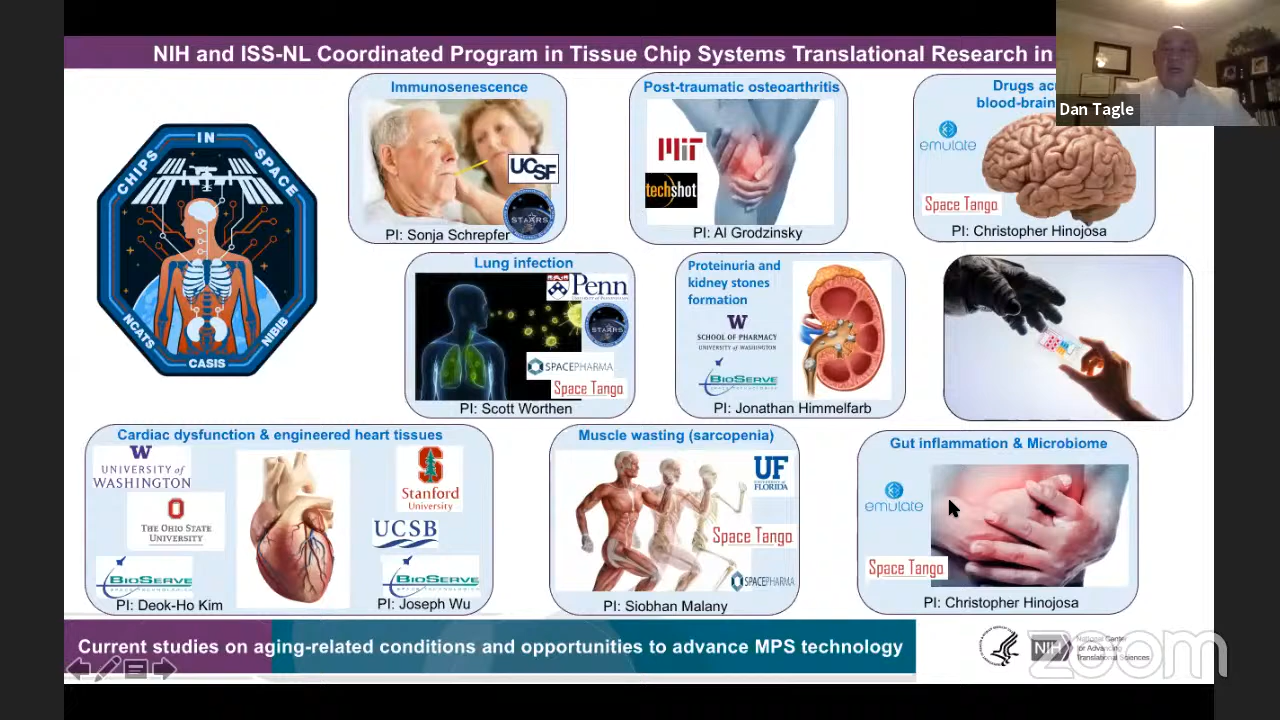 NIH and ISS-NL Coordinated Program in Tissue Chip Systems Translational Research in
Dan Tagle
CHIPS IN SPACE
NCATS
CASIS
NIBIB
Immunosenescence
UCSF
STAARS
PI: Sonja Schrepfer
Post-traumatic osteoarthritis
MIT
techshot
PI: Al Grodzinsky
Drugs
blood-brain
emulate
Space Tango
PI: Christopher Hinojosa
Lung infection
Penn
UNIVERSITY of PENNSYLVANIA
STAARS
SPACEPHARMA
Space Tango
PI: Scott Worthen
Proteinuria and
kidney stones
formation
W
SCHOOL OF PHARMACY
UNIVERSITY of WASHINGTON
BIOSERVE
SPACE TECHNOLOGIES
PI: Jonathan Himmelfarb
Cardiac dysfunction & engineered heart tissues
W
UNIVERSITY of
WASHINGTON
THE OHIO STATE
UNIVERSITY
BIOSERVE
PI: Deok-Ho Kim
S
Stanford
University
UCSB
BIOSERVE
PI: Joseph Wu
Muscle wasting (sarcopenia)
UF
UNIVERSITY of
FLORIDA
Space Tango
SPACEPHARMA
PI: Siobhan Malany
Gut inflammation & Microbiome
emulate
Space Tango
PI: Christopher Hinojosa
Current studies on aging-related conditions and opportunities to advance MPS technology
NIH
National Center
for Advancing
Translational Sciences
zoom